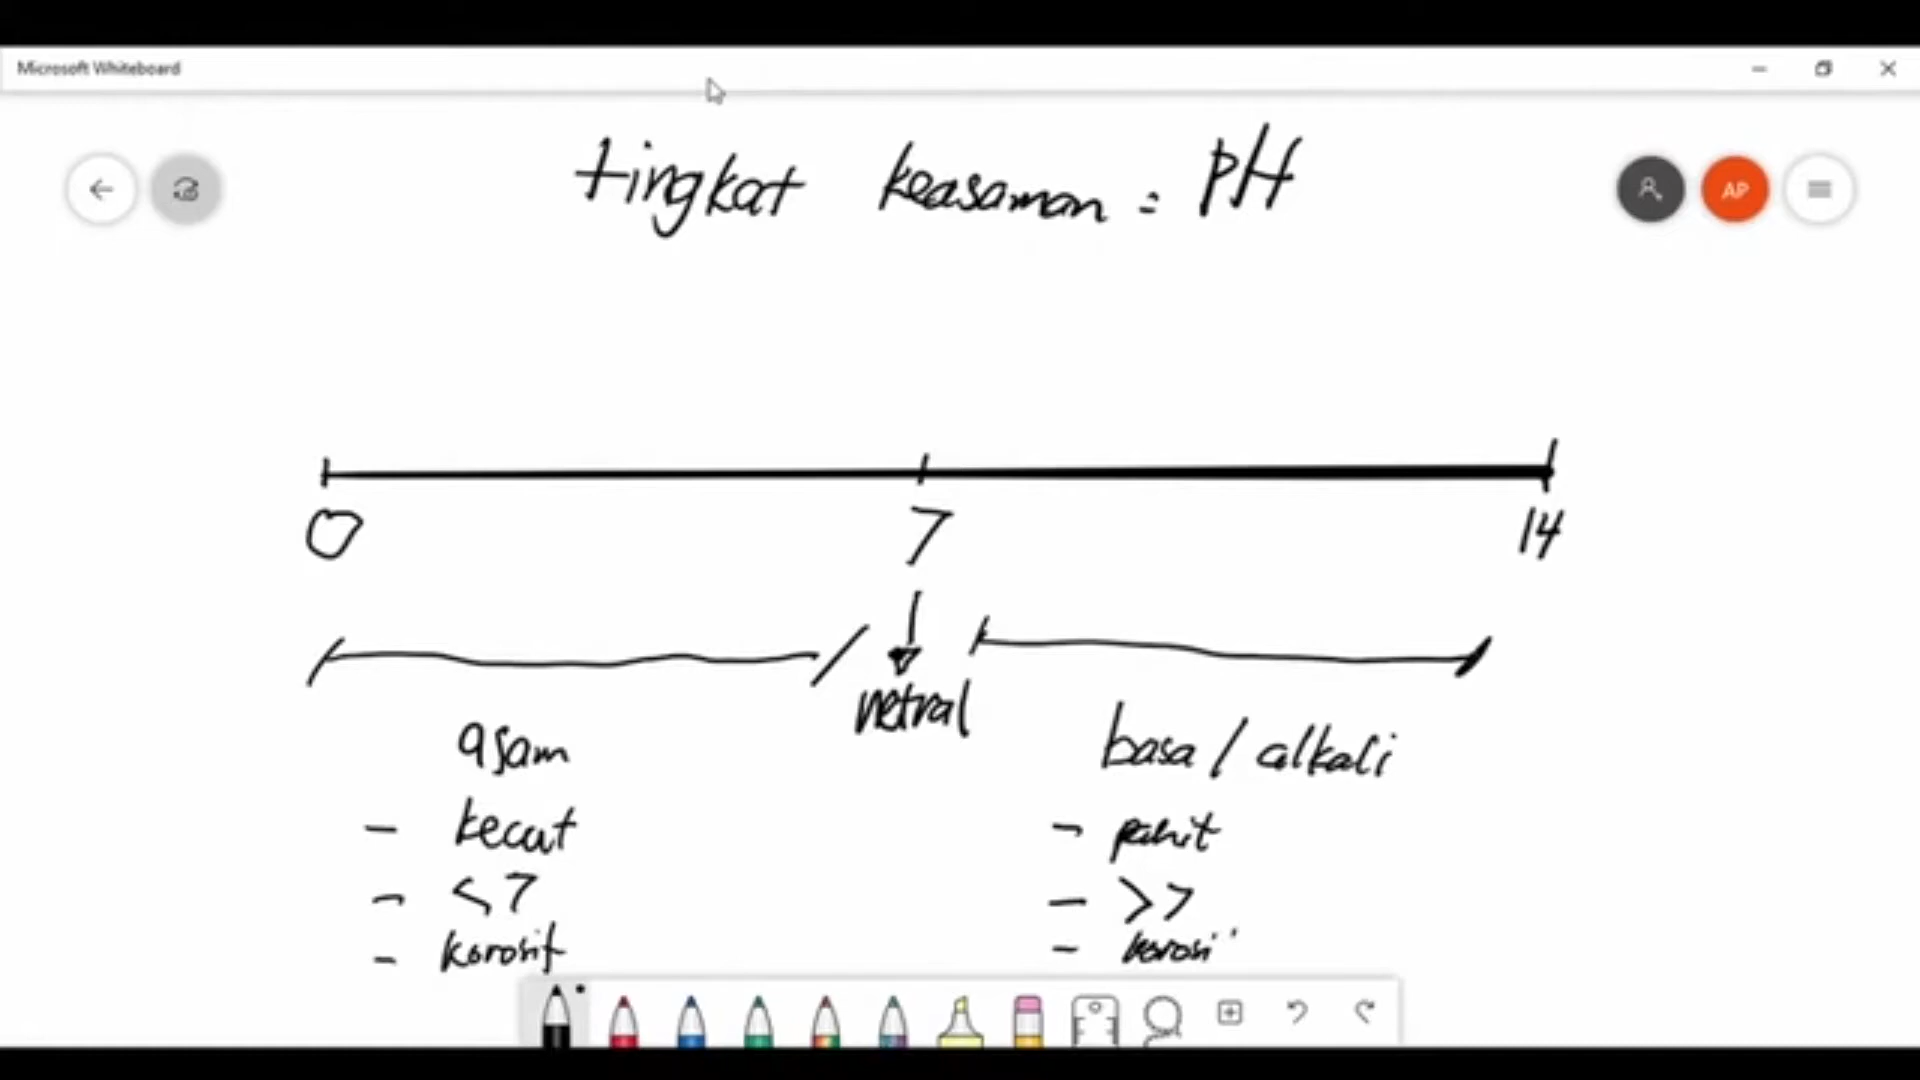 Microsoft Whiteboard
tingkat keasaman = PH
AP
0 7 14
netral
asam
basa / alkali
- kecut
- pahit
- < 7
- > 7
- korosif
- korosi